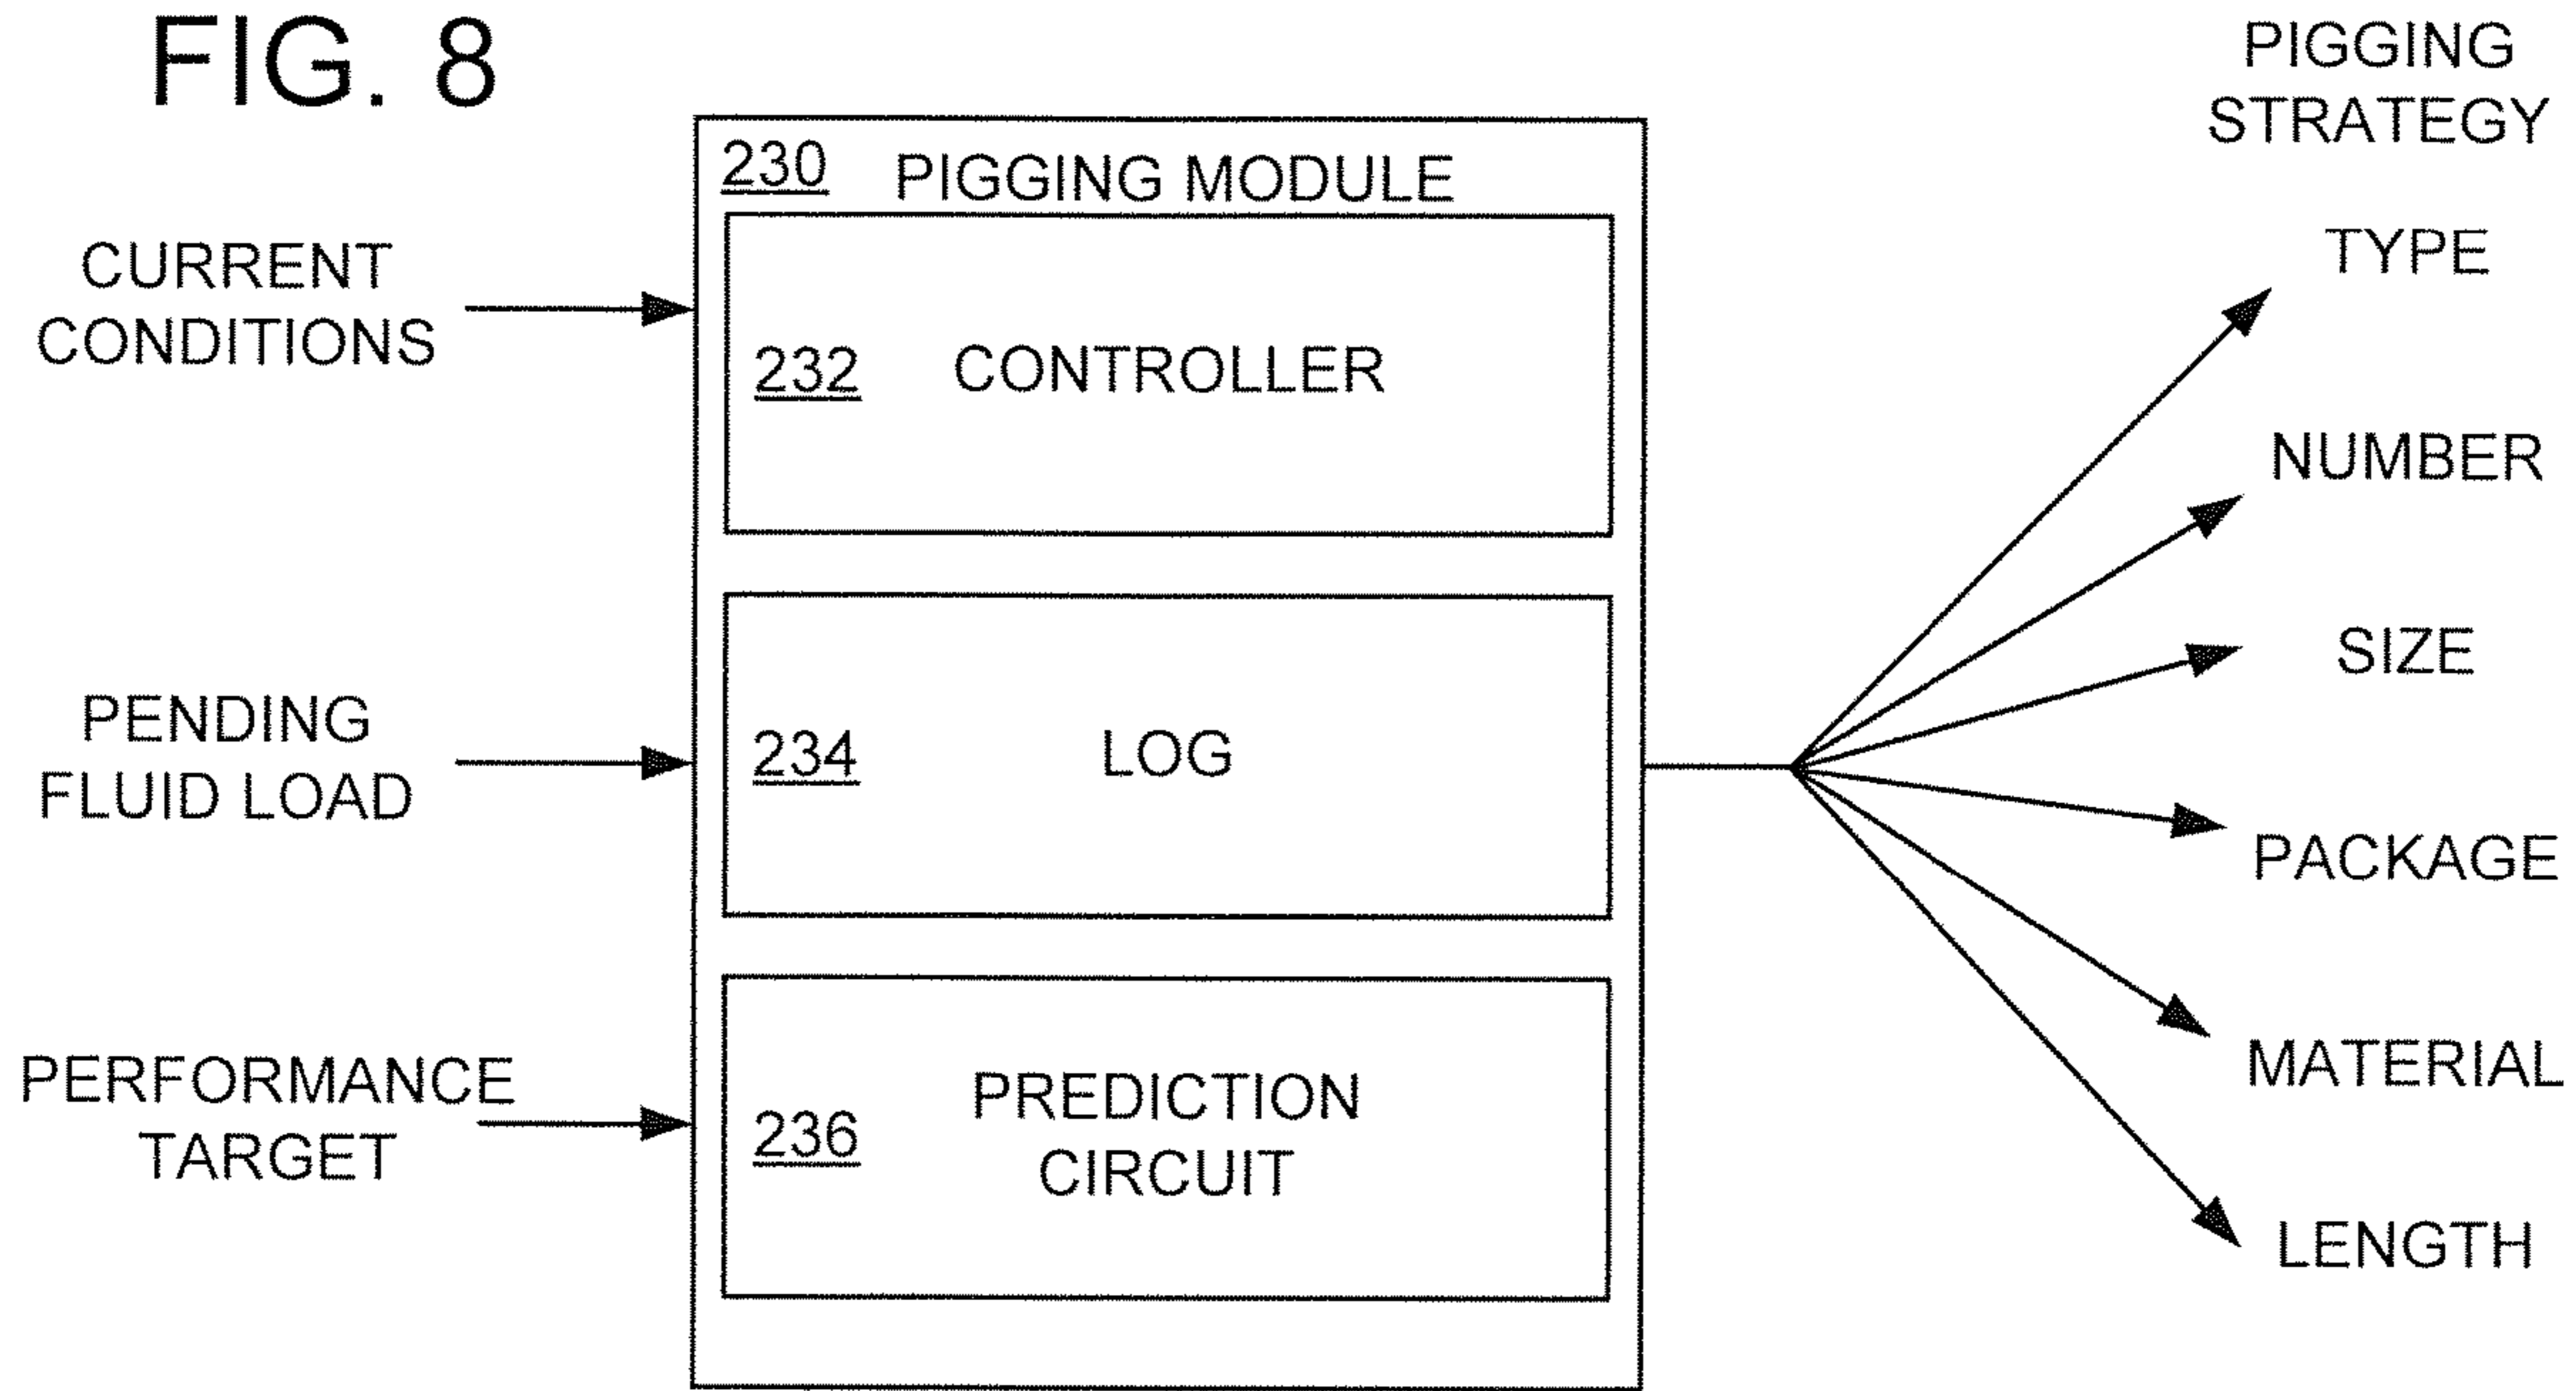 FIG. 8
PIGGING
STRATEGY
230 PIGGING MODULE
CURRENT
CONDITIONS
232 CONTROLLER
PENDING
FLUID LOAD
234 LOG
PERFORMANCE
TARGET
236 PREDICTION
CIRCUIT
TYPE
NUMBER
SIZE
PACKAGE
MATERIAL
LENGTH